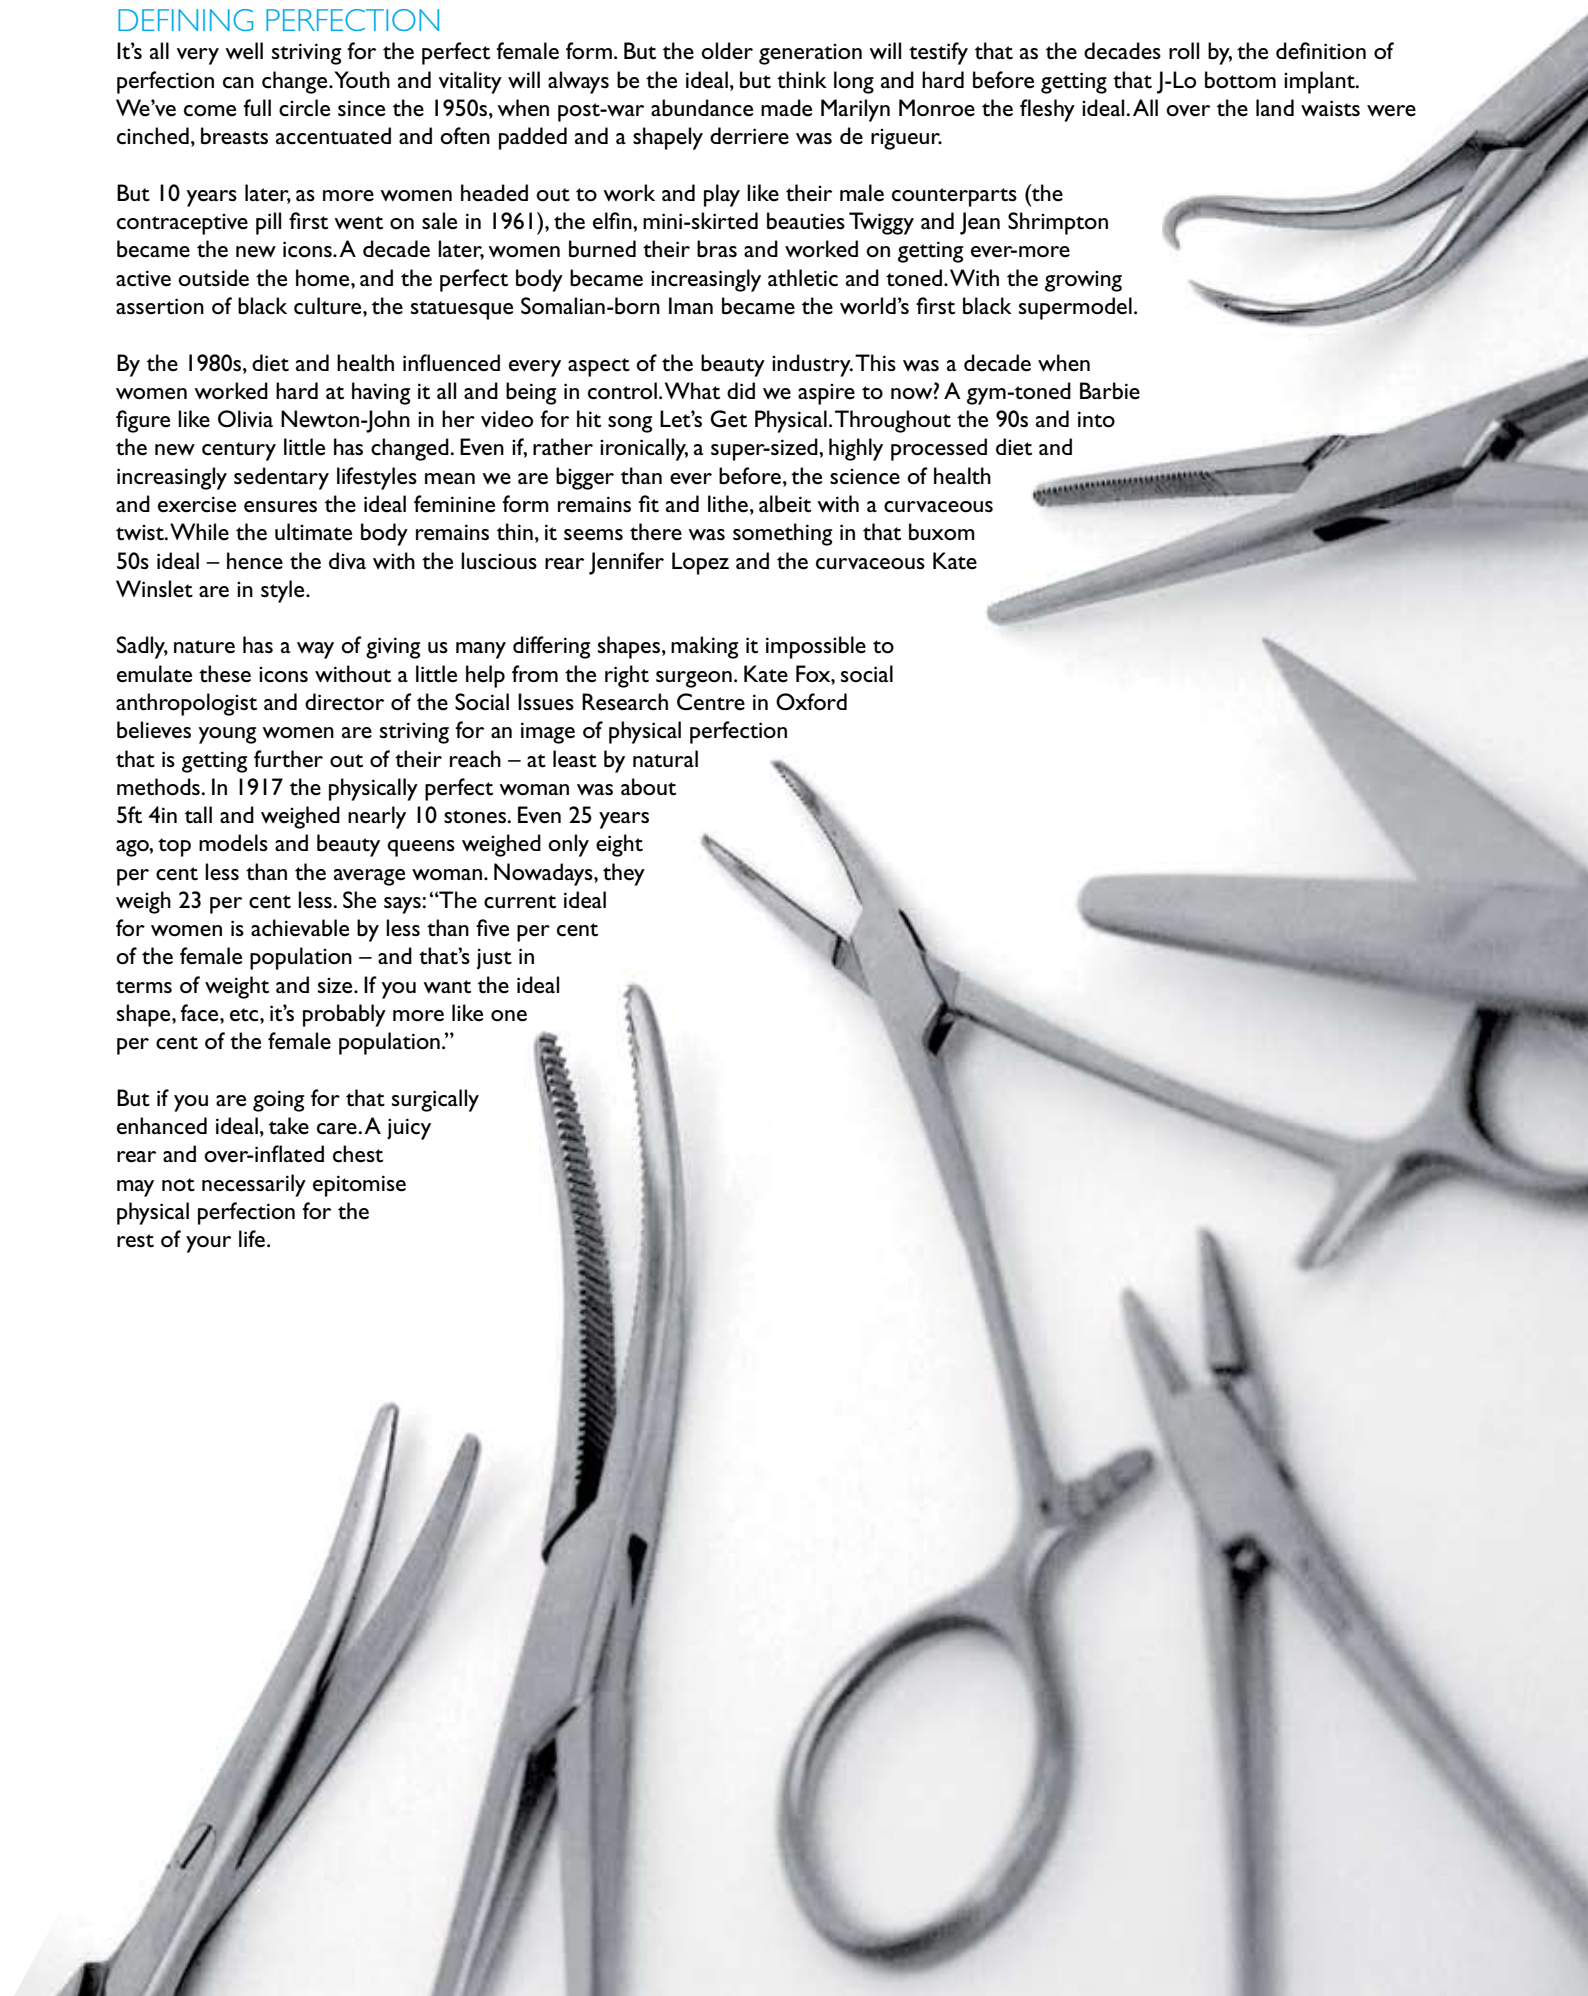 DEFINING PERFECTION
It's all very well striving for the perfect female form. But the older generation will testify that as the decades roll by, the definition of
perfection can change. Youth and vitality will always be the ideal, but think long and hard before getting that J-Lo bottom implant.
We've come full circle since the 1950s, when post-war abundance made Marilyn Monroe the fleshy ideal. All over the land waists were
cinched, breasts accentuated and often padded and a shapely derriere was de rigueur.
But 10 years later, as more women headed out to work and play like their male counterparts (the
contraceptive pill first went on sale in 1961), the elfin, mini-skirted beauties Twiggy and Jean Shrimpton
became the new icons. A decade later, women burned their bras and worked on getting ever-more
active outside the home, and the perfect body became increasingly athletic and toned. With the growing
assertion of black culture, the statuesque Somalian-born Iman became the world's first black supermodel.
By the 1980s, diet and health influenced every aspect of the beauty industry. This was a decade when
women worked hard at having it all and being in control. What did we aspire to now? A gym-toned Barbie
figure like Olivia Newton-John in her video for hit song Let's Get Physical. Throughout the 90s and into
the new century little has changed. Even if, rather ironically, a super-sized, highly processed diet and
increasingly sedentary lifestyles mean we are bigger than ever before, the science of health
and exercise ensures the ideal feminine form remains fit and lithe, albeit with a curvaceous
twist. While the ultimate body remains thin, it seems there was something in that buxom
50s ideal – hence the diva with the luscious rear Jennifer Lopez and the curvaceous Kate
Winslet are in style.
Sadly, nature has a way of giving us many differing shapes, making it impossible to
emulate these icons without a little help from the right surgeon. Kate Fox, social
anthropologist and director of the Social Issues Research Centre in Oxford
believes young women are striving for an image of physical perfection
that is getting further out of their reach – at least by natural
methods. In 1917 the physically perfect woman was about
5ft 4in tall and weighed nearly 10 stones. Even 25 years
ago, top models and beauty queens weighed only eight
per cent less than the average woman. Nowadays, they
weigh 23 per cent less. She says: “The current ideal
for women is achievable by less than five per cent
of the female population – and that's just in
terms of weight and size. If you want the ideal
shape, face, etc, it's probably more like one
per cent of the female population.”
But if you are going for that surgically
enhanced ideal, take care. A juicy
rear and over-inflated chest
may not necessarily epitomise
physical perfection for the
rest of your life.